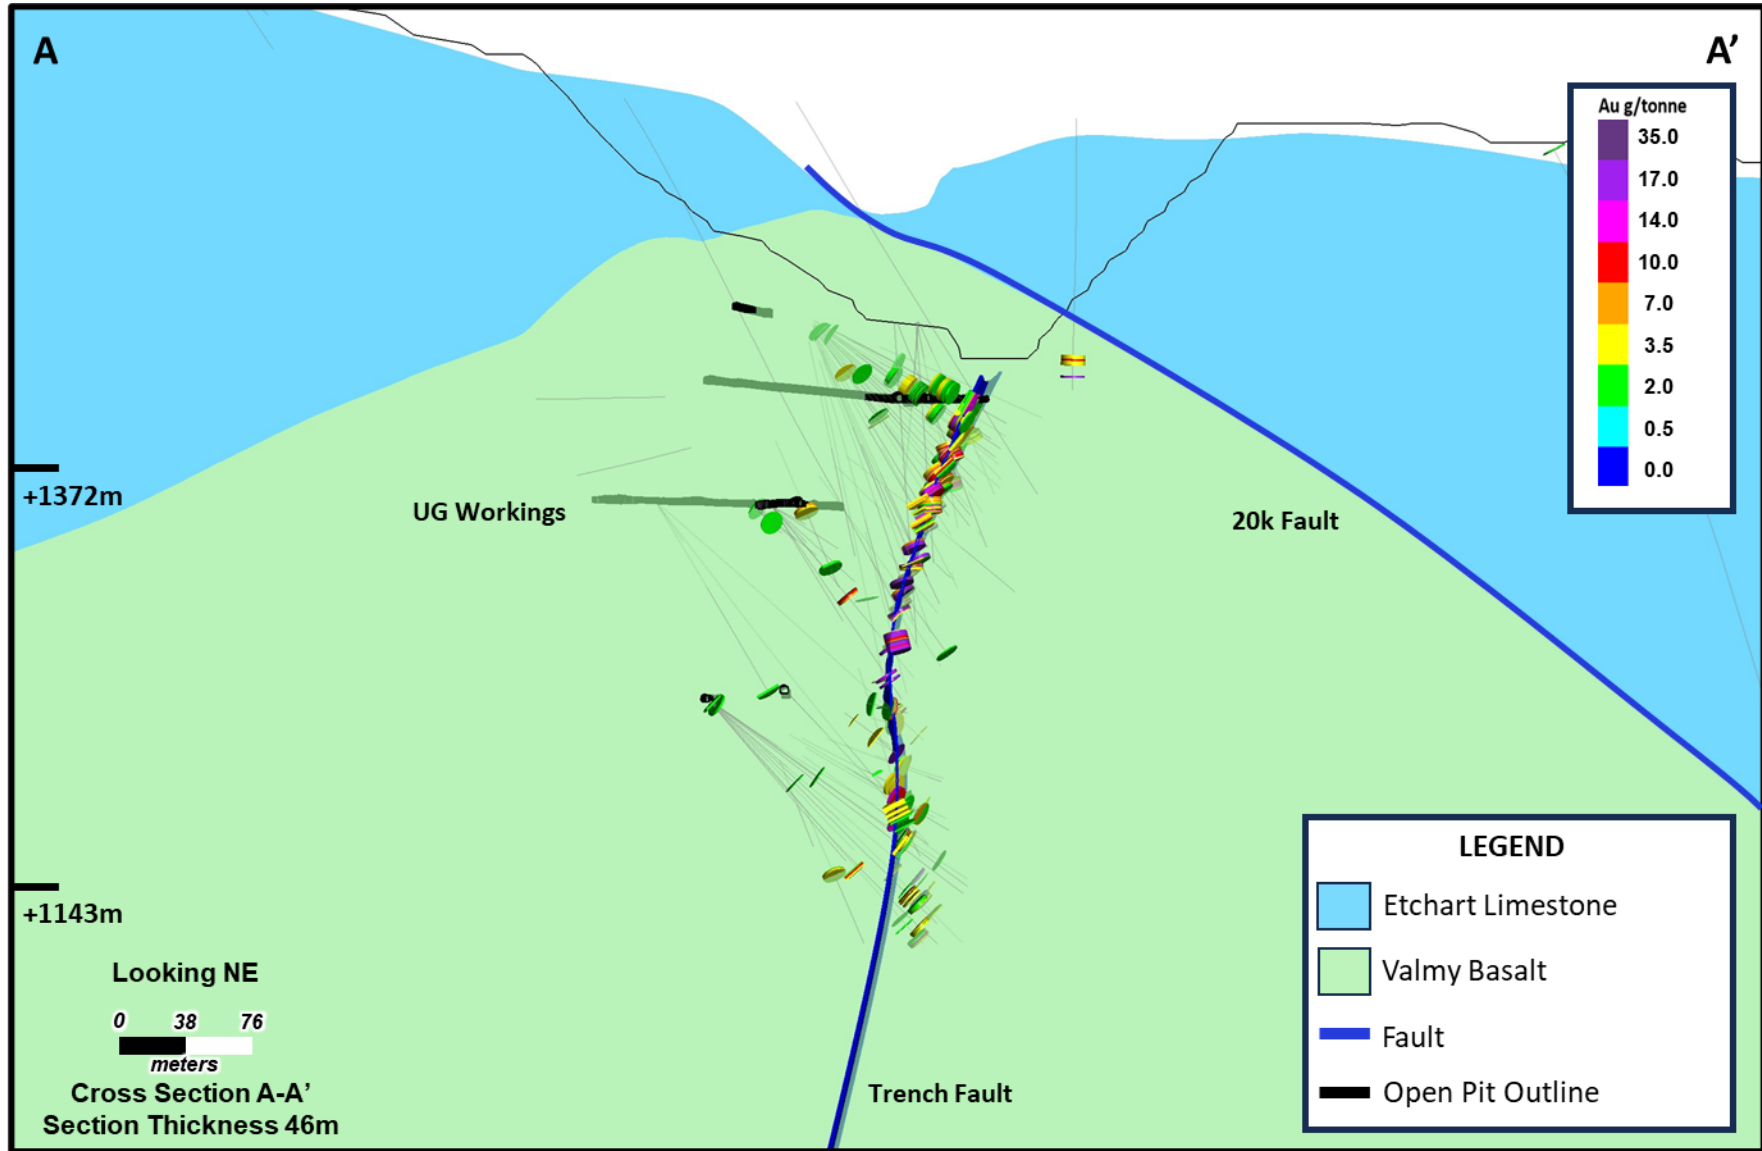 A
A’
Au g/tonne
35.0
17.0
14.0
10.0
7.0
3.5
2.0
0.5
0.0
+1372m
UG Workings
20k Fault
+1143m
Looking NE
0 38 76
meters
Cross Section A-A’
Section Thickness 46m
Trench Fault
LEGEND
Etchart Limestone
Valmy Basalt
Fault
Open Pit Outline